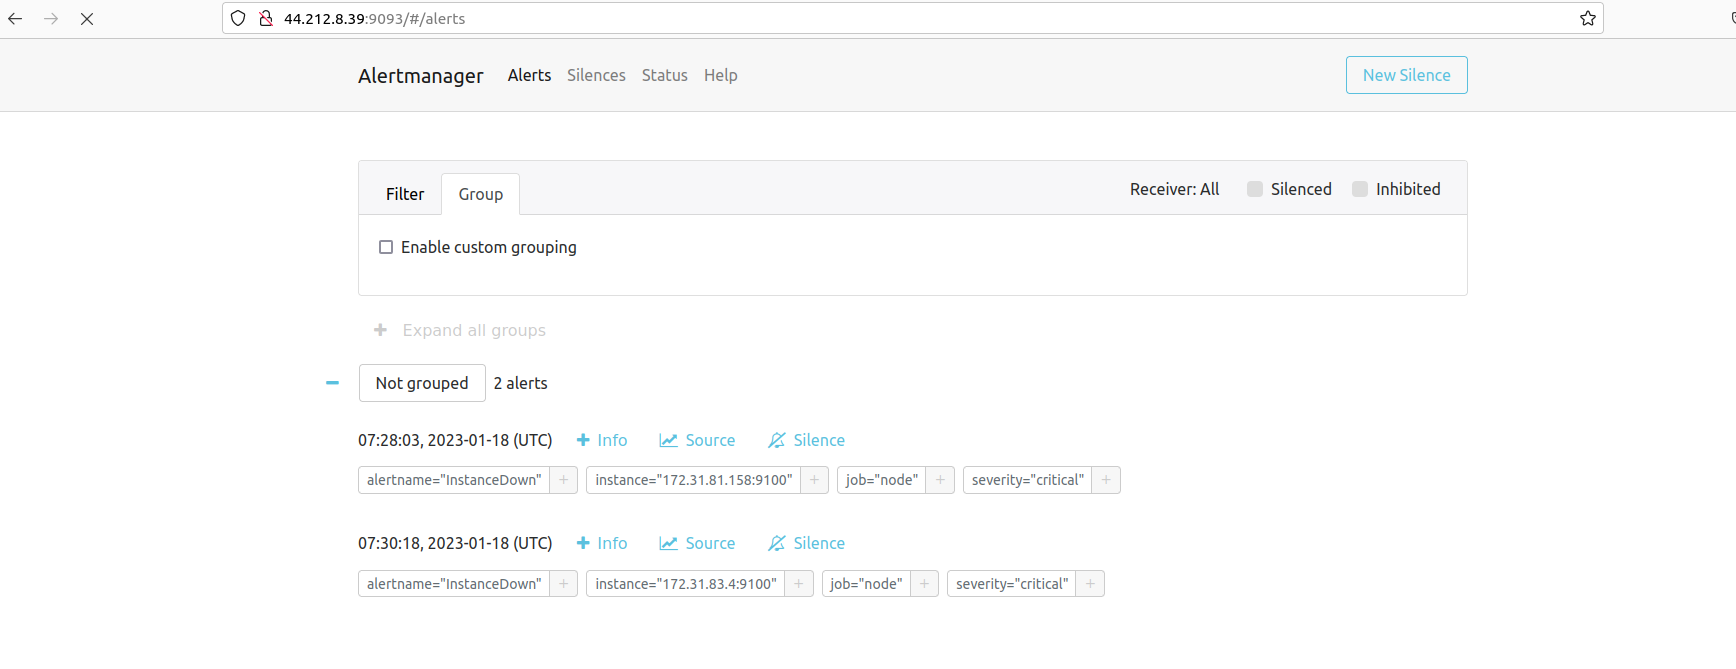 44.212.8.39:9093/#/alerts
Alertmanager Alerts Silences Status Help New Silence
Filter Group Receiver: All Silenced Inhibited
Enable custom grouping
+ Expand all groups
Not grouped 2 alerts
07:28:03, 2023-01-18 (UTC) + Info Source Silence
alertname="InstanceDown" + instance="172.31.81.158:9100" + job="node" + severity="critical" +
07:30:18, 2023-01-18 (UTC) + Info Source Silence
alertname="InstanceDown" + instance="172.31.83.4:9100" + job="node" + severity="critical" +